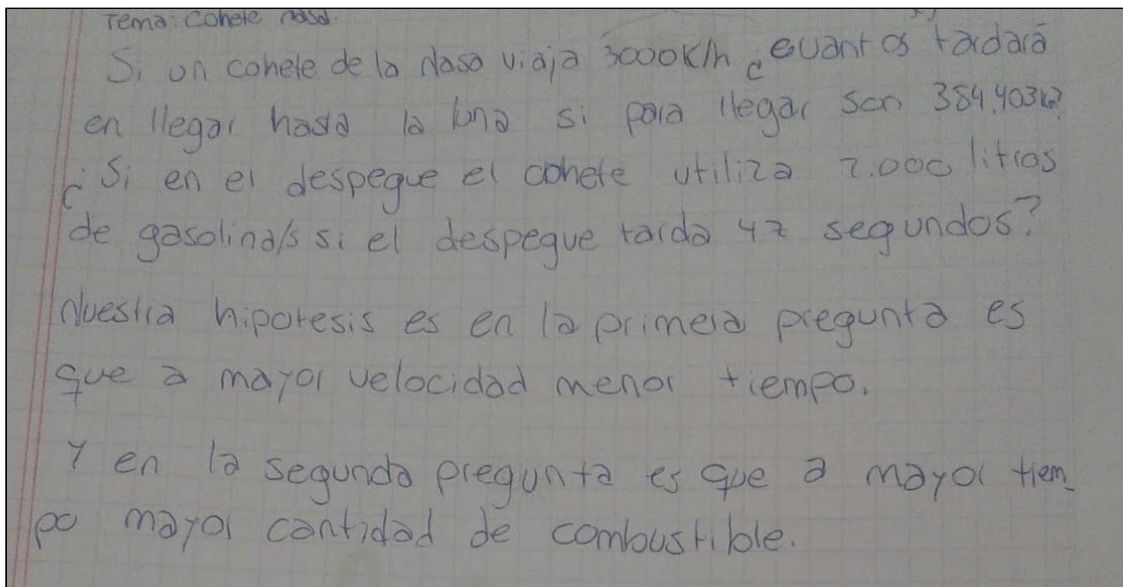 Tema: Cohete nasa.
Si un cohete de la Nasa viaja 3000K/h ¿cuantos tardará
en llegar hasta la luna si para llegar son 384.403K?
¿Si en el despegue el cohete utiliza 2.000 litros
de gasolina/s si el despegue tarda 42 segundos?
Nuestra hipotesis es en la primera pregunta es
que a mayor velocidad menor tiempo.
Y en la segunda pregunta es que a mayor tiem_
po mayor cantidad de combustible.